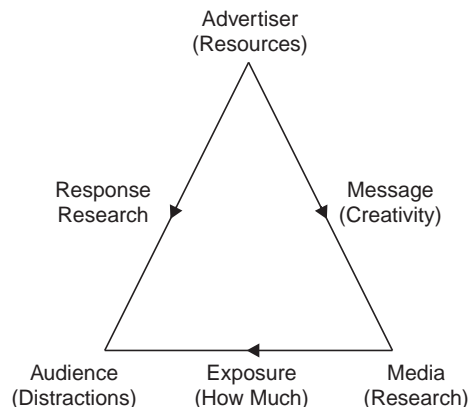 Advertiser
(Resources)
Response
Research
Message
(Creativity)
Audience
(Distractions)
Exposure
(How Much)
Media
(Research)